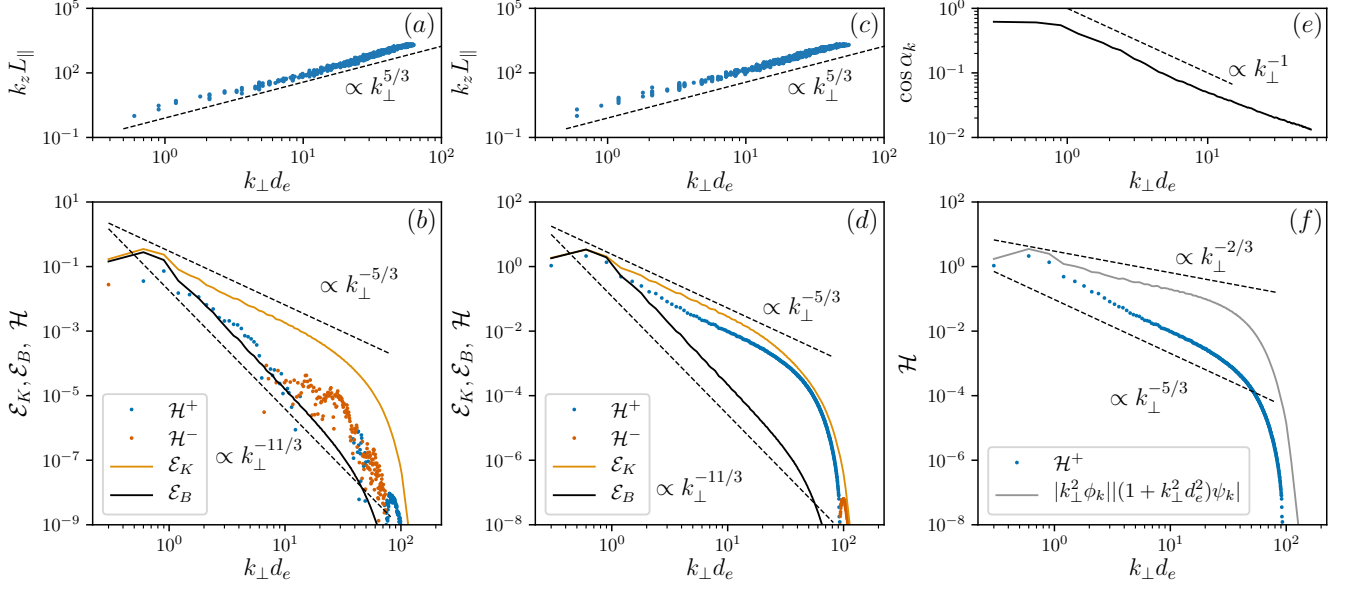 (a)
10^5
10^2
10^{-1}
k_z L_∥
∝ k_⊥^{5/3}
10^0
10^1
10^2
k_⊥ d_e
(c)
10^5
10^2
10^{-1}
k_z L_∥
∝ k_⊥^{5/3}
10^0
10^1
10^2
k_⊥ d_e
(e)
10^0
10^{-1}
10^{-2}
cos α_k
∝ k_⊥^{-1}
10^0
10^1
k_⊥ d_e
(b)
10^1
10^{-1}
10^{-3}
10^{-5}
10^{-7}
10^{-9}
ℰ_K, ℰ_B, ℋ
∝ k_⊥^{-5/3}
ℋ^+
ℋ^-
ℰ_K
ℰ_B
∝ k_⊥^{-11/3}
10^0
10^1
10^2
k_⊥ d_e
(d)
10^2
10^0
10^{-2}
10^{-4}
10^{-6}
10^{-8}
ℰ_K, ℰ_B, ℋ
∝ k_⊥^{-5/3}
ℋ^+
ℋ^-
ℰ_K
ℰ_B
∝ k_⊥^{-11/3}
10^0
10^1
10^2
k_⊥ d_e
(f)
10^2
10^0
10^{-2}
10^{-4}
10^{-6}
10^{-8}
ℋ
∝ k_⊥^{-2/3}
∝ k_⊥^{-5/3}
ℋ^+
|k_⊥^2 φ_k||(1 + k_⊥^2 d_e^2)ψ_k|
10^0
10^1
10^2
k_⊥ d_e